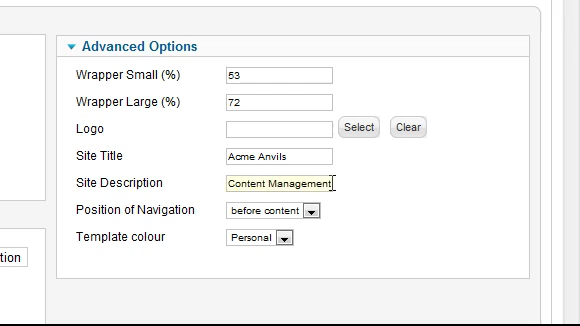 Advanced Options
Wrapper Small (%) 53
Wrapper Large (%) 72
Logo Select Clear
Site Title Acme Anvils
Site Description Content Management
Position of Navigation before content
Template colour Personal
tion